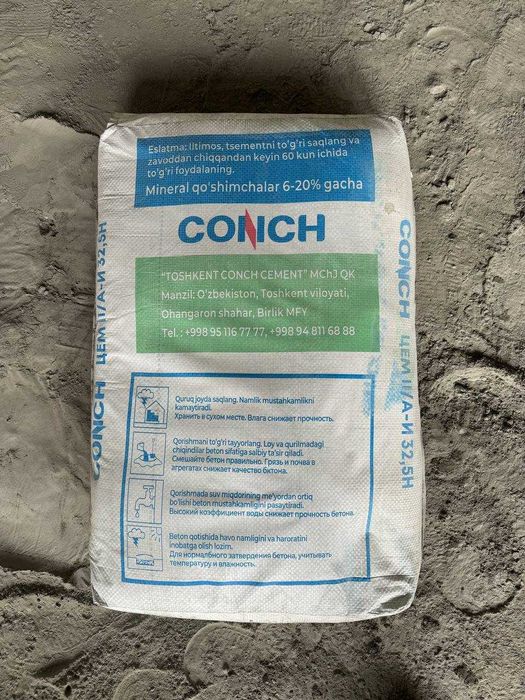 Eslatma: Iltimos, tsementni to'g'ri saqlang va
zavoddan chiqqandan keyin 60 kun ichida
to'g'ri foydalaning.
Mineral qo'shimchalar 6-20% gacha
CONCH
"TOSHKENT CONCH CEMENT" MChJ QK
Manzil: O'zbekiston, Toshkent viloyati,
Ohangaron shahar, Birlik MFY
Tel.: +998 95 116 77 77, +998 94 811 68 88
Quruq joyda saqlang. Namlik mustahkamlikni
kamaytiradi.
Хранить в сухом месте. Влага снижает прочность.
Qorishmani to'g'ri tayyorlang. Loy va qurilmadagi
chiqindilar beton sifatiga salbiy ta'sir qiladi.
Смешайте бетон правильно. Грязь и почва в
агрегатах снижает качество бктона.
Qorishmada suv miqdorining me'yordan ortiq
bo'lishi beton mustahkamligini pasaytiradi.
Высокий коэффициент воды снижает прочность бетона.
Beton qotishida havo namligini va haroratini
inobatga olish lozim.
Для нормалбного затвердения бетона, учитывать
температуру и влажность.
CONCH ЦЕМ II/А-И 32,5Н
CONCH ЦЕМ II/А-И 32,5Н